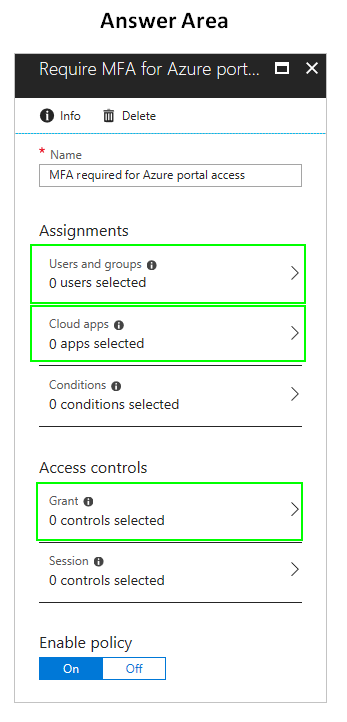 Answer Area
Require MFA for Azure port...
Info Delete
* Name
MFA required for Azure portal access
Assignments
Users and groups
0 users selected
Cloud apps
0 apps selected
Conditions
0 conditions selected
Access controls
Grant
0 controls selected
Session
0 controls selected
Enable policy
On Off